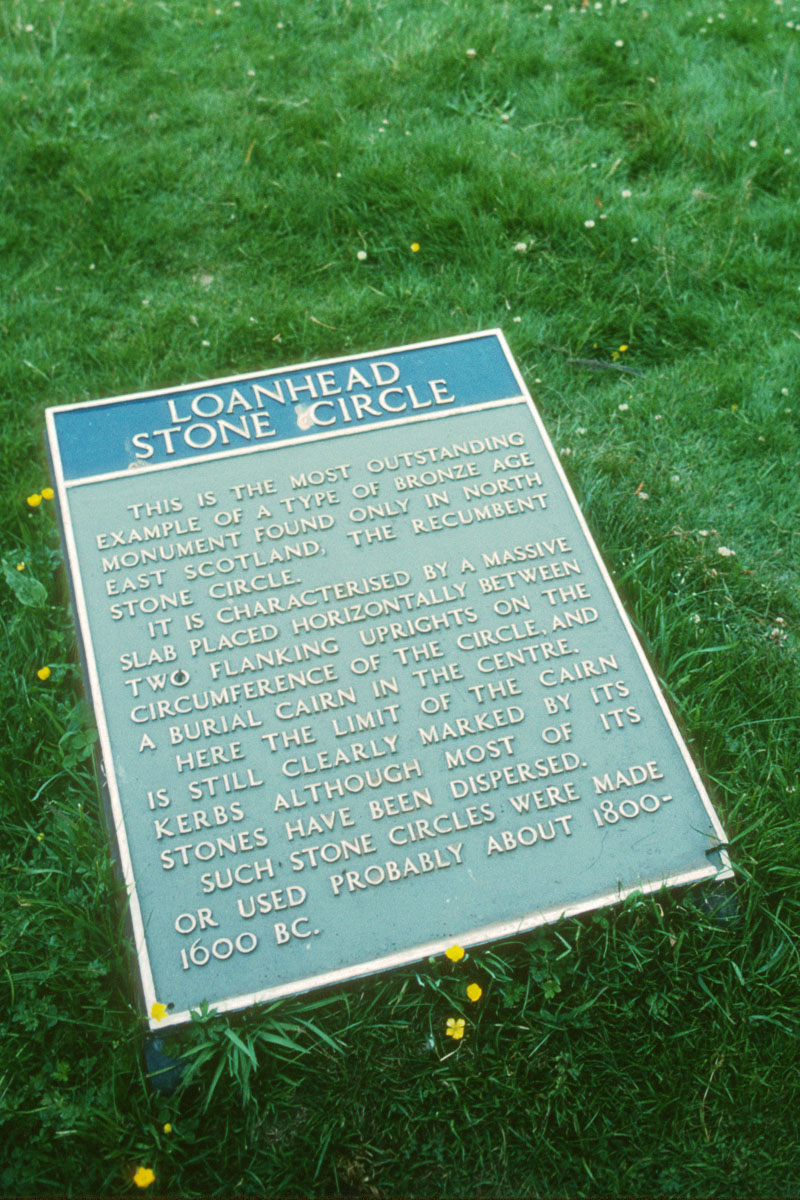 LOANHEAD
STONE CIRCLE
THIS IS THE MOST OUTSTANDING
EXAMPLE OF A TYPE OF BRONZE AGE
MONUMENT FOUND ONLY IN NORTH
EAST SCOTLAND, THE RECUMBENT
STONE CIRCLE.
IT IS CHARACTERISED BY A MASSIVE
SLAB PLACED HORIZONTALLY BETWEEN
TWO FLANKING UPRIGHTS ON THE
CIRCUMFERENCE OF THE CIRCLE, AND
A BURIAL CAIRN IN THE CENTRE.
HERE THE LIMIT OF THE CAIRN
IS STILL CLEARLY MARKED BY ITS
KERBS ALTHOUGH MOST OF ITS
STONES HAVE BEEN DISPERSED.
SUCH STONE CIRCLES WERE MADE
OR USED PROBABLY ABOUT 1800-
1600 BC.